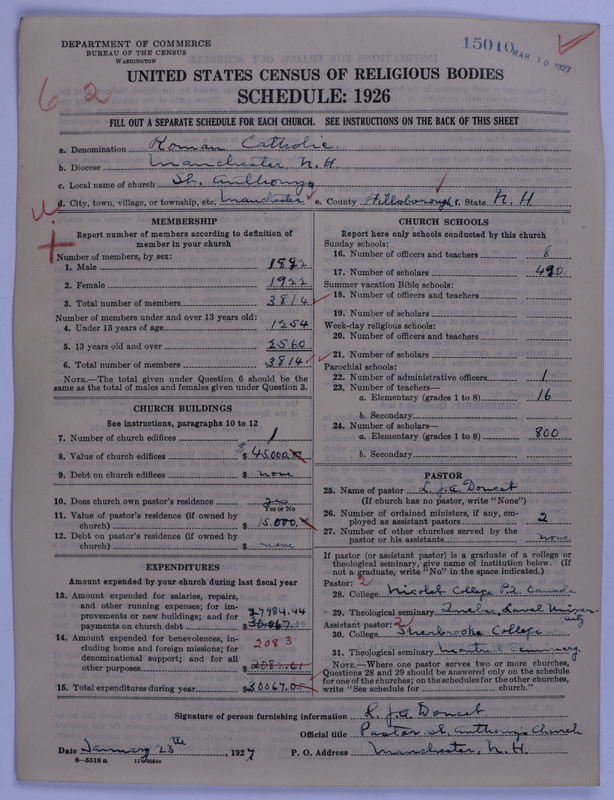 DEPARTMENT OF COMMERCE
BUREAU OF THE CENSUS
WASHINGTON
15010
MAR 10 1927
62
UNITED STATES CENSUS OF RELIGIOUS BODIES
SCHEDULE: 1926
FILL OUT A SEPARATE SCHEDULE FOR EACH CHURCH. SEE INSTRUCTIONS ON THE BACK OF THIS SHEET
a. Denomination Roman Catholic
b. Diocese Manchester N.H.
c. Local name of church St. Anthonys
d. City, town, village, or township, etc. Manchester e. County Hillsborough f. State N.H
MEMBERSHIP
Report number of members according to definition of member in your church
Number of members, by sex:
1. Male 1892
2. Female 1922
3. Total number of members 3814
Number of members under and over 13 years old:
4. Under 13 years of age 1254
5. 13 years old and over 2560
6. Total number of members 3814
NOTE.—The total given under Question 6 should be the same as the total of males and females given under Question 3.
CHURCH BUILDINGS
See instructions, paragraphs 10 to 12
7. Number of church edifices 1
8. Value of church edifices $ 45000
9. Debt on church edifices $ none
10. Does church own pastor's residence
Yes or No
11. Value of pastor's residence (if owned by church) $ 15.000
12. Debt on pastor's residence (if owned by church) $ none
EXPENDITURES
Amount expended by your church during last fiscal year
13. Amount expended for salaries, repairs, and other running expenses; for improvements or new buildings; and for payments on church debt 27984.44
$ 30067.00
14. Amount expended for benevolences, including home and foreign missions; for denominational support; and for all other purposes 2083
$ 2082.61
15. Total expenditures during year $ 30067.0
CHURCH SCHOOLS
Report here only schools conducted by this church
Sunday schools:
16. Number of officers and teachers 8
17. Number of scholars 490
Summer vacation Bible schools:
18. Number of officers and teachers
19. Number of scholars
Week-day religious schools:
20. Number of officers and teachers
21. Number of scholars
Parochial schools:
22. Number of administrative officers 1
23. Number of teachers—
a. Elementary (grades 1 to 8) 16
b. Secondary
24. Number of scholars—
a. Elementary (grades 1 to 8) 800
b. Secondary
PASTOR
25. Name of pastor L. J. A. Doucet
(If church has no pastor, write "None")
26. Number of ordained ministers, if any, employed as assistant pastors 2
27. Number of other churches served by the pastor or his assistants none
If pastor (or assistant pastor) is a graduate of a college or theological seminary, give name of institution below. (If not a graduate, write "No" in the space indicated.)
Pastor: 2
28. College Nicolet College P.Q. Canada
29. Theological seminary Quebec, Laval University
Assistant pastor: 2
30. College Sherbrooke College
31. Theological seminary Montreal Seminary
NOTE.—Where one pastor serves two or more churches, Questions 28 and 29 should be answered only on the schedule for one of the churches; on the schedules for the other churches, write "See schedule for church."
Signature of person furnishing information L. J. A. Doucet
Official title Pastor St. Anthony's Church
Date January 25th, 1927 P. O. Address Manchester, N.H.
8—5518a